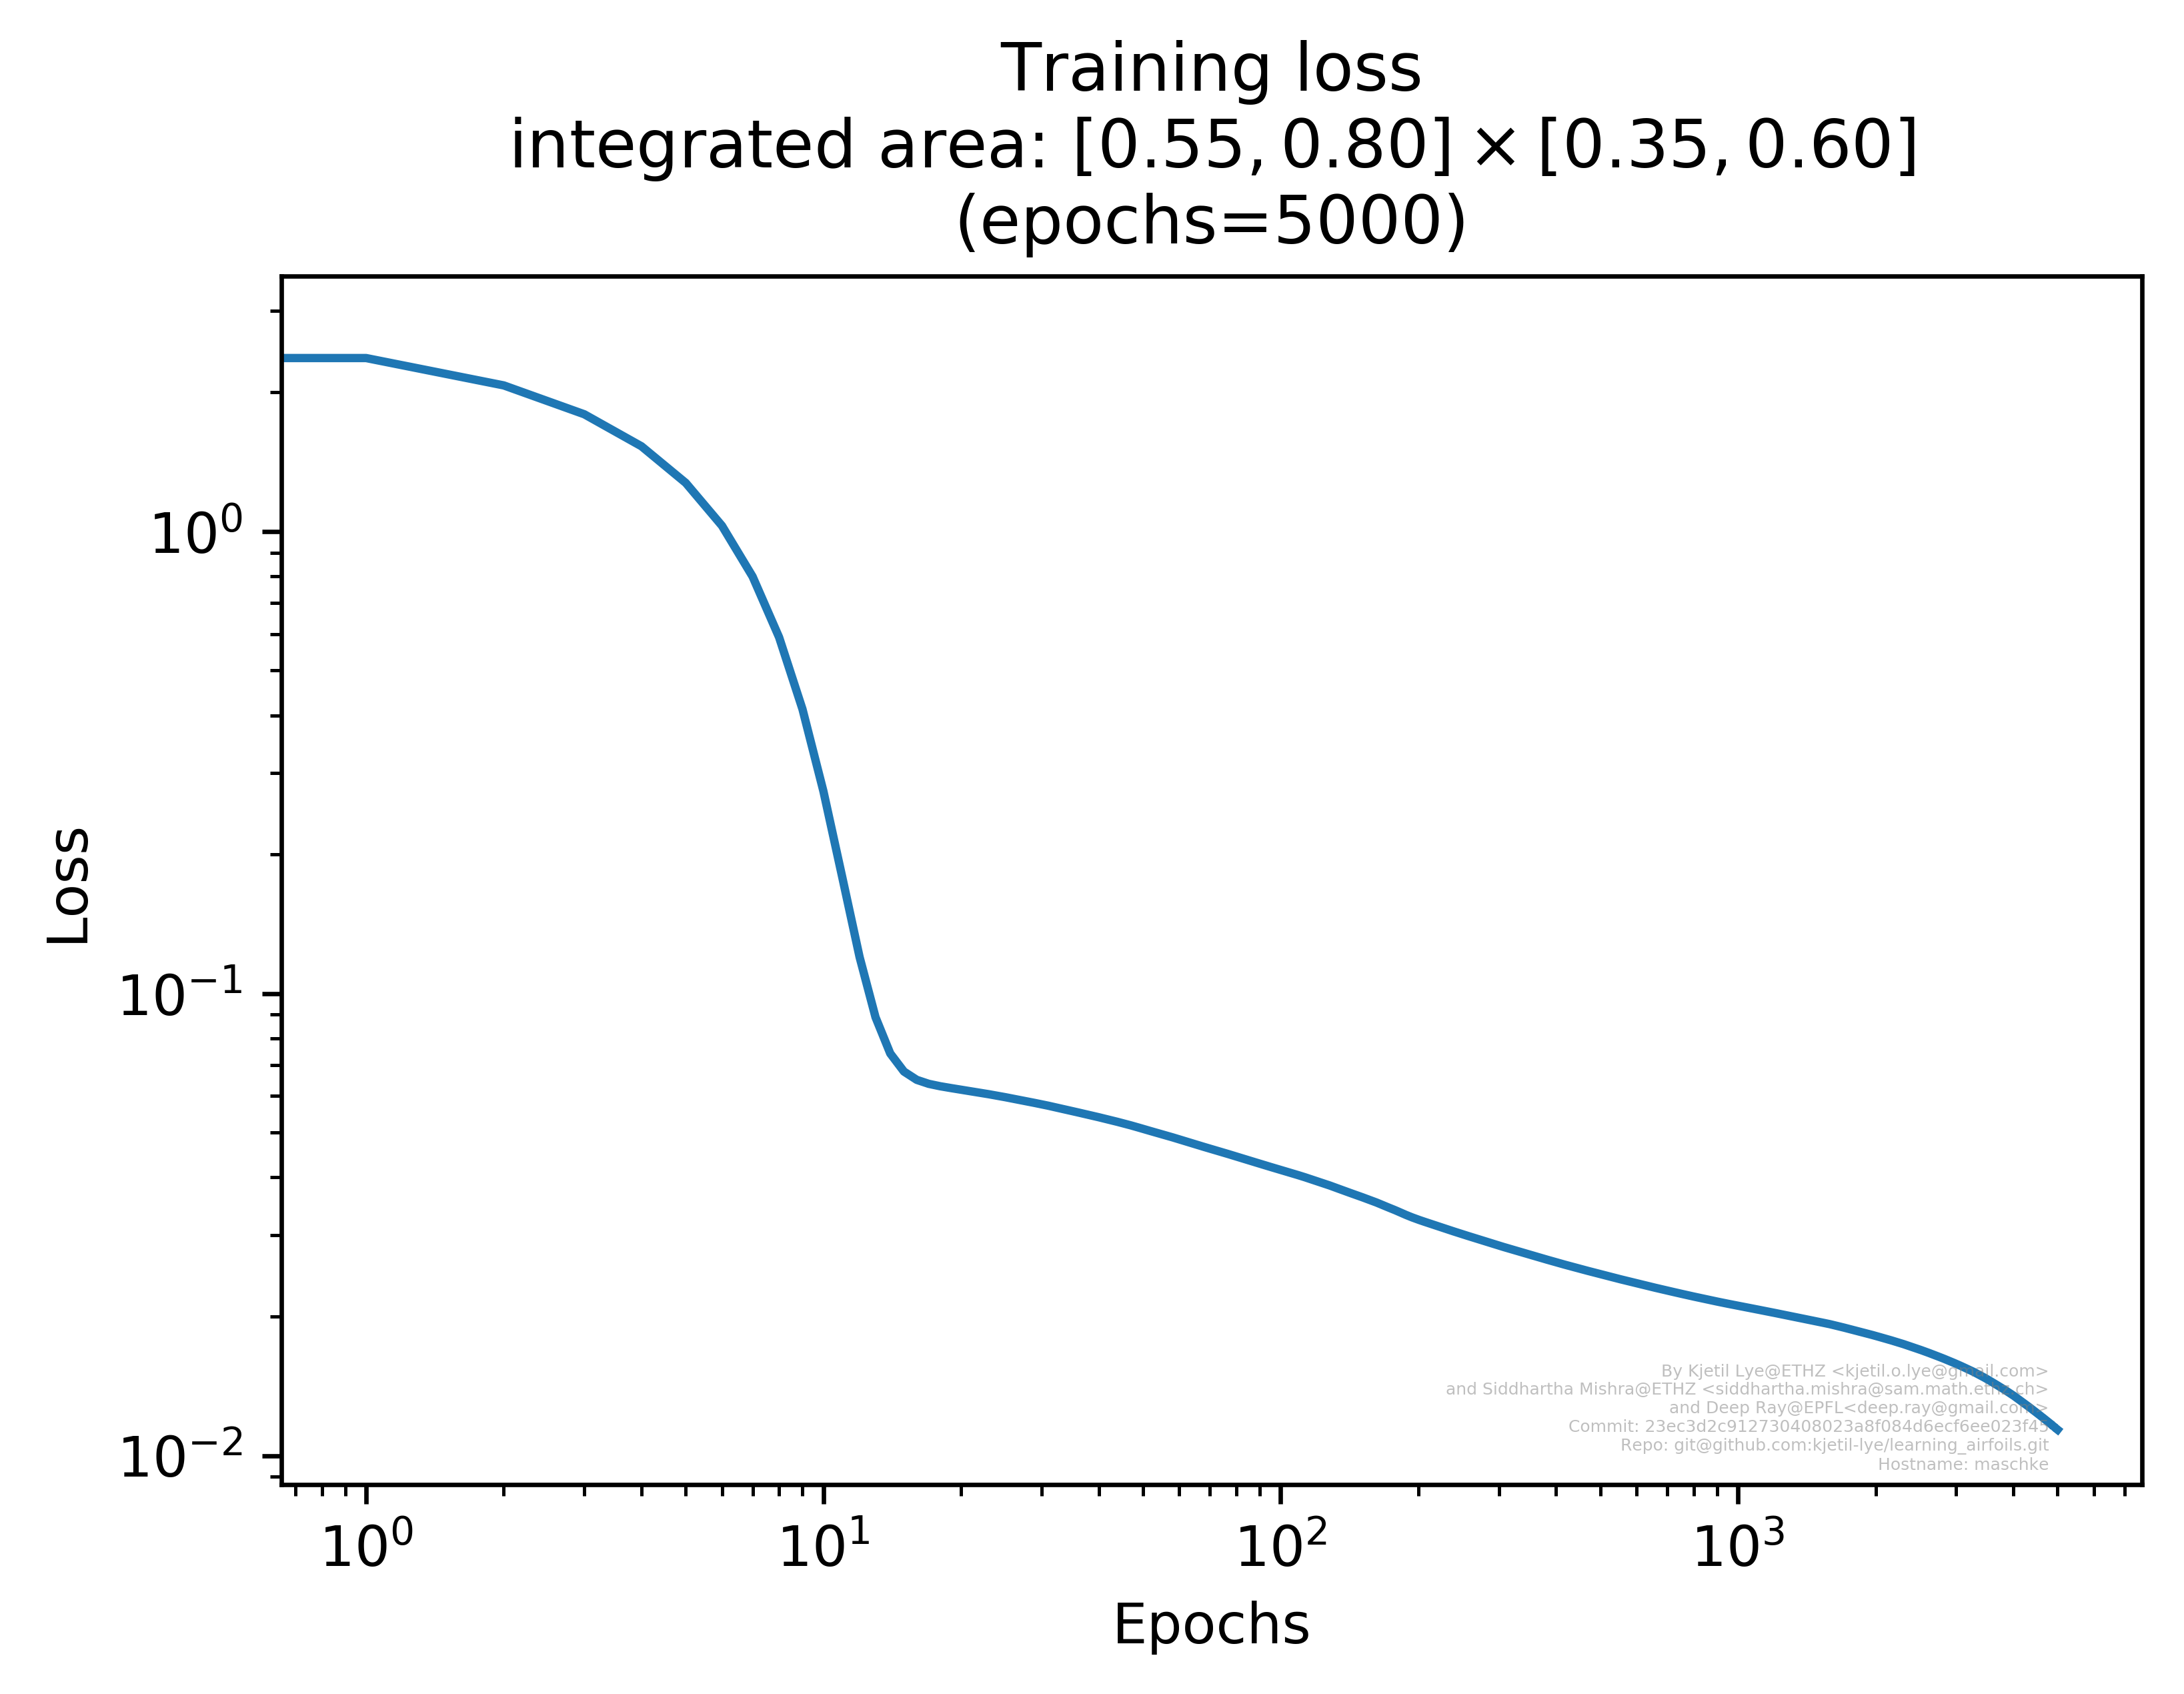 Training loss
integrated area: [0.55, 0.80] × [0.35, 0.60]
(epochs=5000)
Loss
10⁰
10⁻¹
10⁻²
10⁰ 10¹ 10² 10³
Epochs
By Kjetil Lye@ETHZ <kjetil.o.lye@gmail.com>
and Siddhartha Mishra@ETHZ <siddhartha.mishra@sam.math.ethz.ch>
and Deep Ray@EPFL<deep.ray@gmail.com>
Commit: 23ec3d2c912730408023a8f084d6ecf6ee023f45
Repo: git@github.com:kjetil-lye/learning_airfoils.git
Hostname: maschke